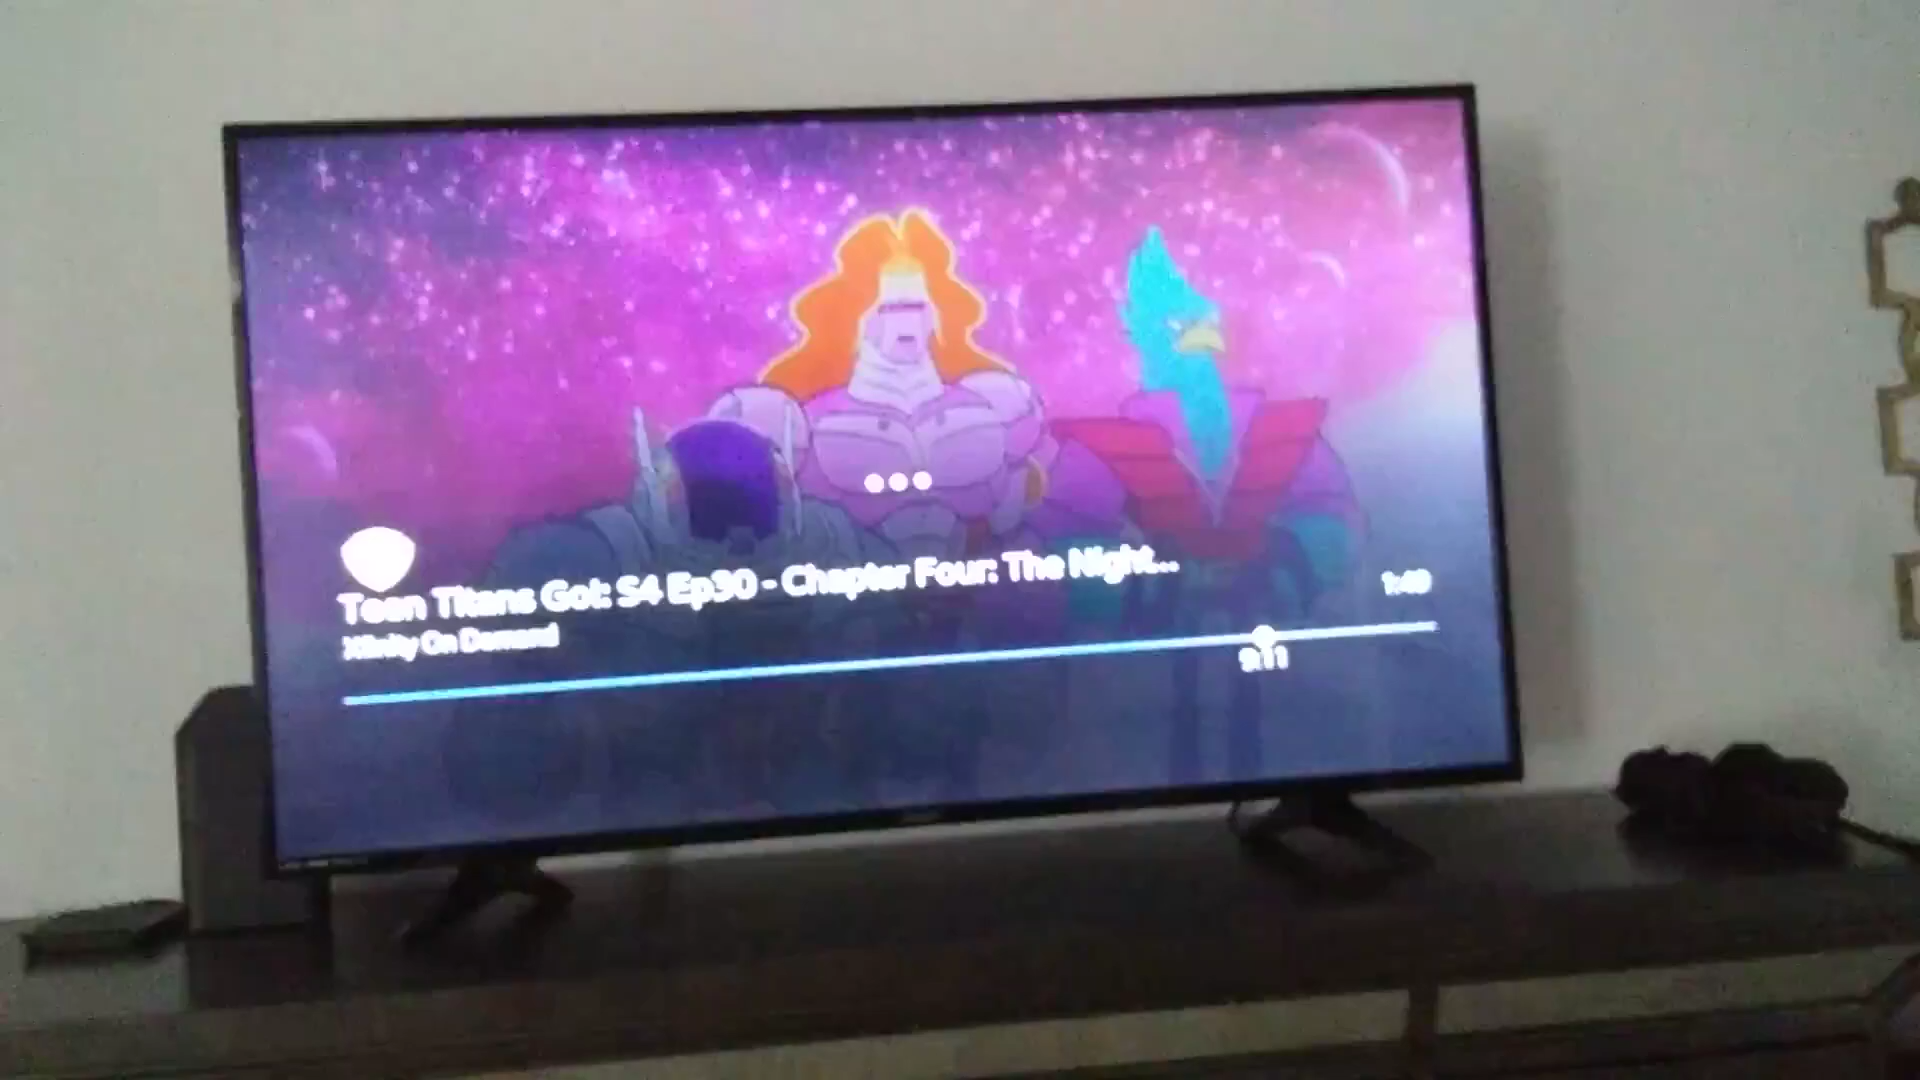 Teen Titans Go!: S4 Ep30 - Chapter Four: The Night...
1:49
Xfinity On Demand
9:11